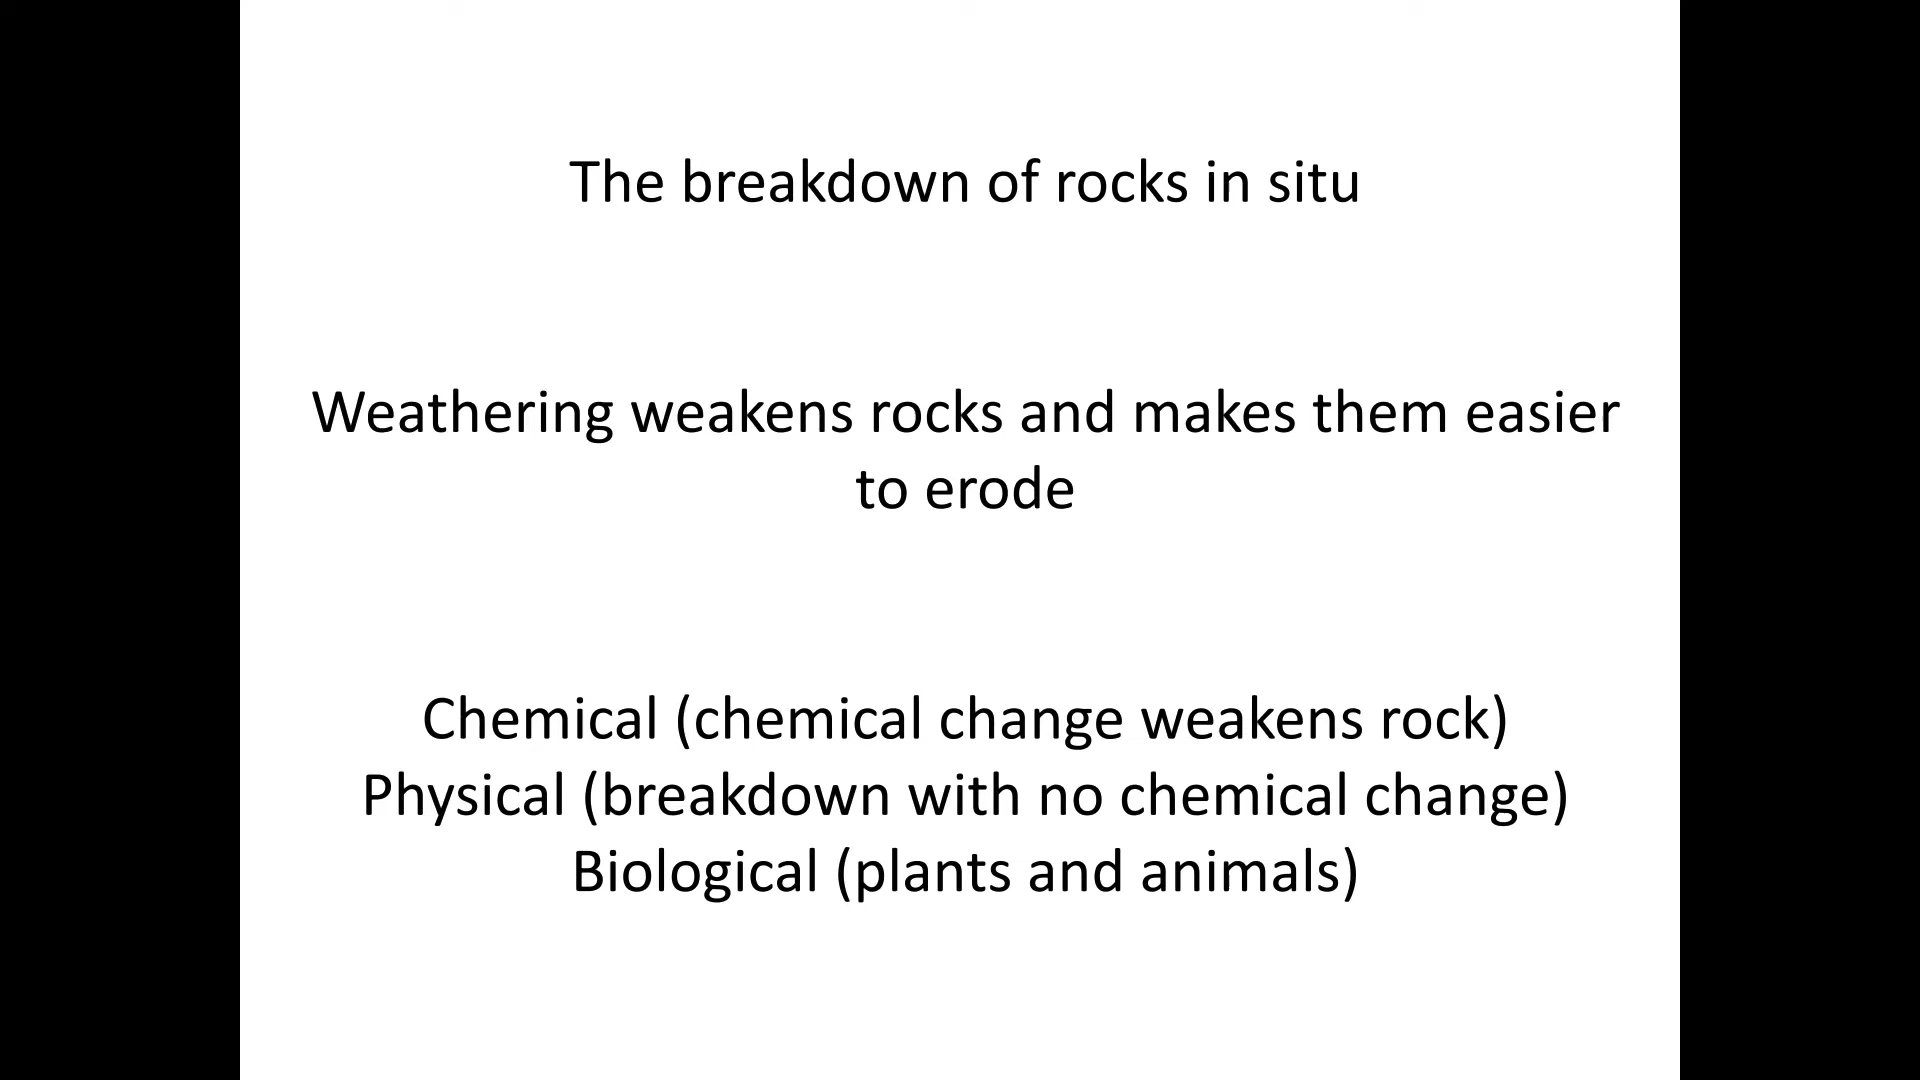 The breakdown of rocks in situ
Weathering weakens rocks and makes them easier
to erode
Chemical (chemical change weakens rock)
Physical (breakdown with no chemical change)
Biological (plants and animals)